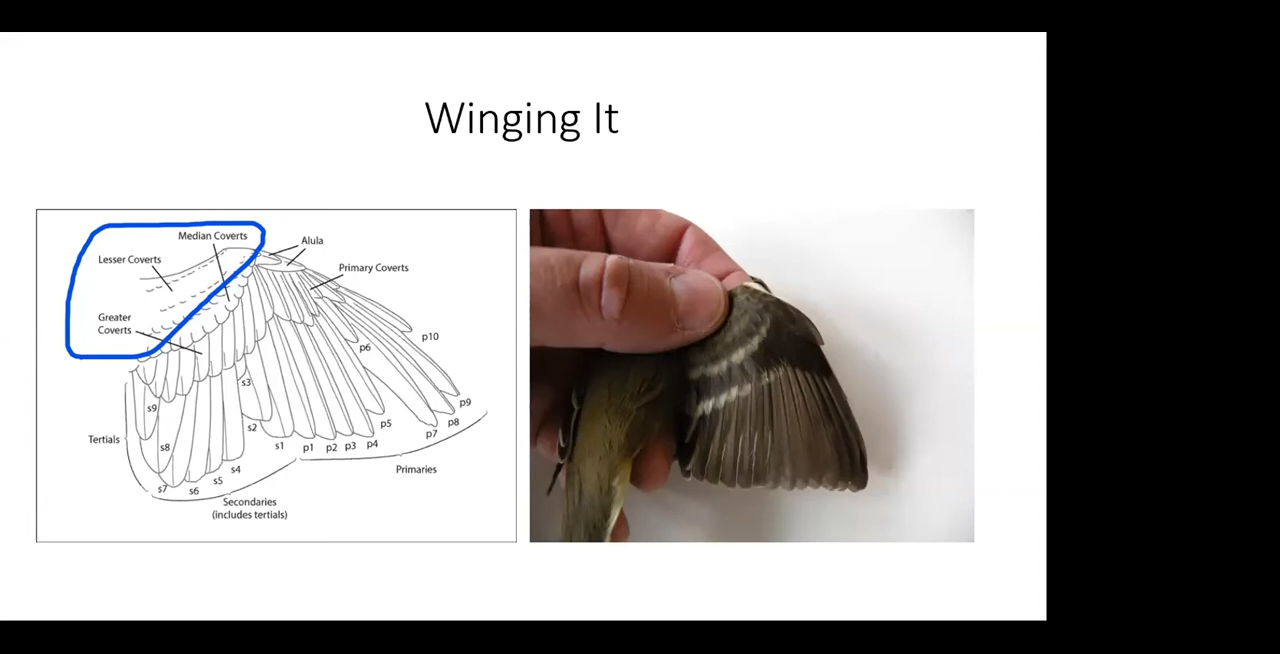 Winging It
Median Coverts
Alula
Lesser Coverts
Primary Coverts
Greater
Coverts
p10
p6
s3
p9
s9
p5
p8
s2
p7
Tertials
s8
s1
p1
p2
p3
p4
s4
Primaries
s5
s7
s6
Secondaries
(includes tertials)